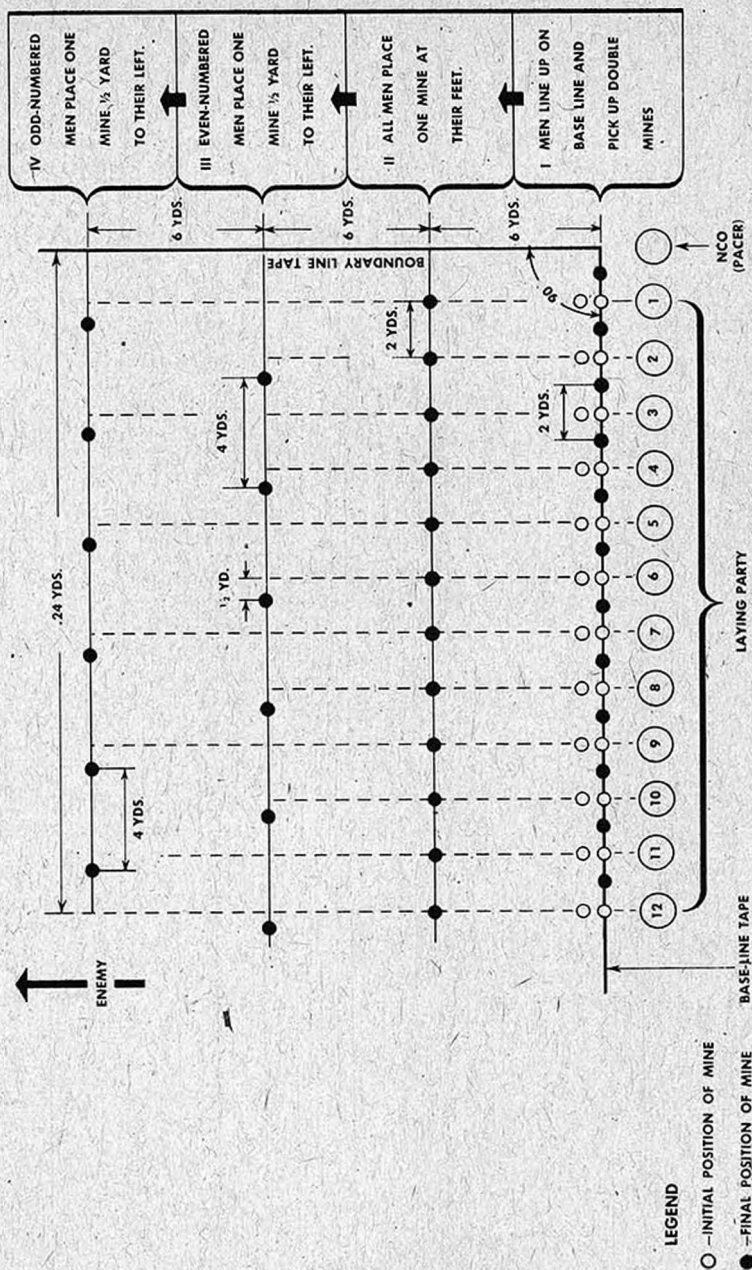 IV ODD-NUMBERED
MEN PLACE ONE
MINE ½ YARD
TO THEIR LEFT.
III EVEN-NUMBERED
MEN PLACE ONE
MINE ½ YARD
TO THEIR LEFT.
II ALL MEN PLACE
ONE MINE AT
THEIR FEET.
I MEN LINE UP ON
BASE LINE AND
PICK UP DOUBLE
MINES
6 YDS.
6 YDS.
6 YDS.
BOUNDARY LINE TAPE
24 YDS.
4 YDS.
4 YDS.
½ YD.
2 YDS.
2 YDS.
90
ENEMY
NCO
(PACER)
1
2
3
4
5
6
7
8
9
10
11
12
LAYING PARTY
BASE-LINE TAPE
LEGEND
○ —INITIAL POSITION OF MINE
● —FINAL POSITION OF MINE